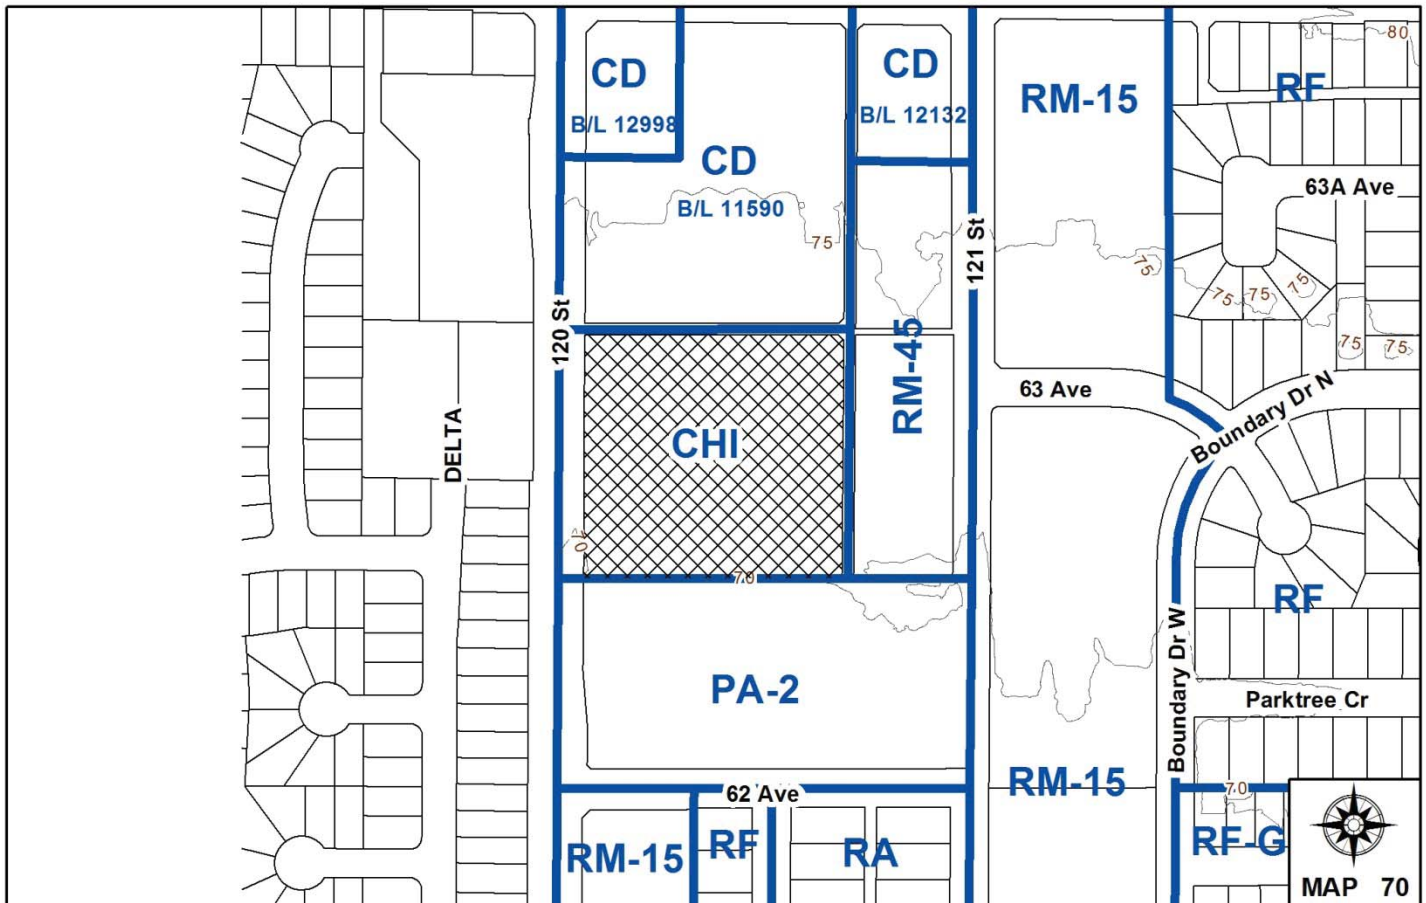 80
CD
CD
RF
RM-15
B/L 12998
B/L 12132
CD
63A Ave
B/L 11590
75
121 St
75
75
75
75
120 St
RM-45
75
75
63 Ave
Boundary Dr N
DELTA
CHI
70
70
RF
Boundary Dr W
PA-2
Parktree Cr
RM-15
62 Ave
70
RM-15
RF
RA
RF-G
MAP 70